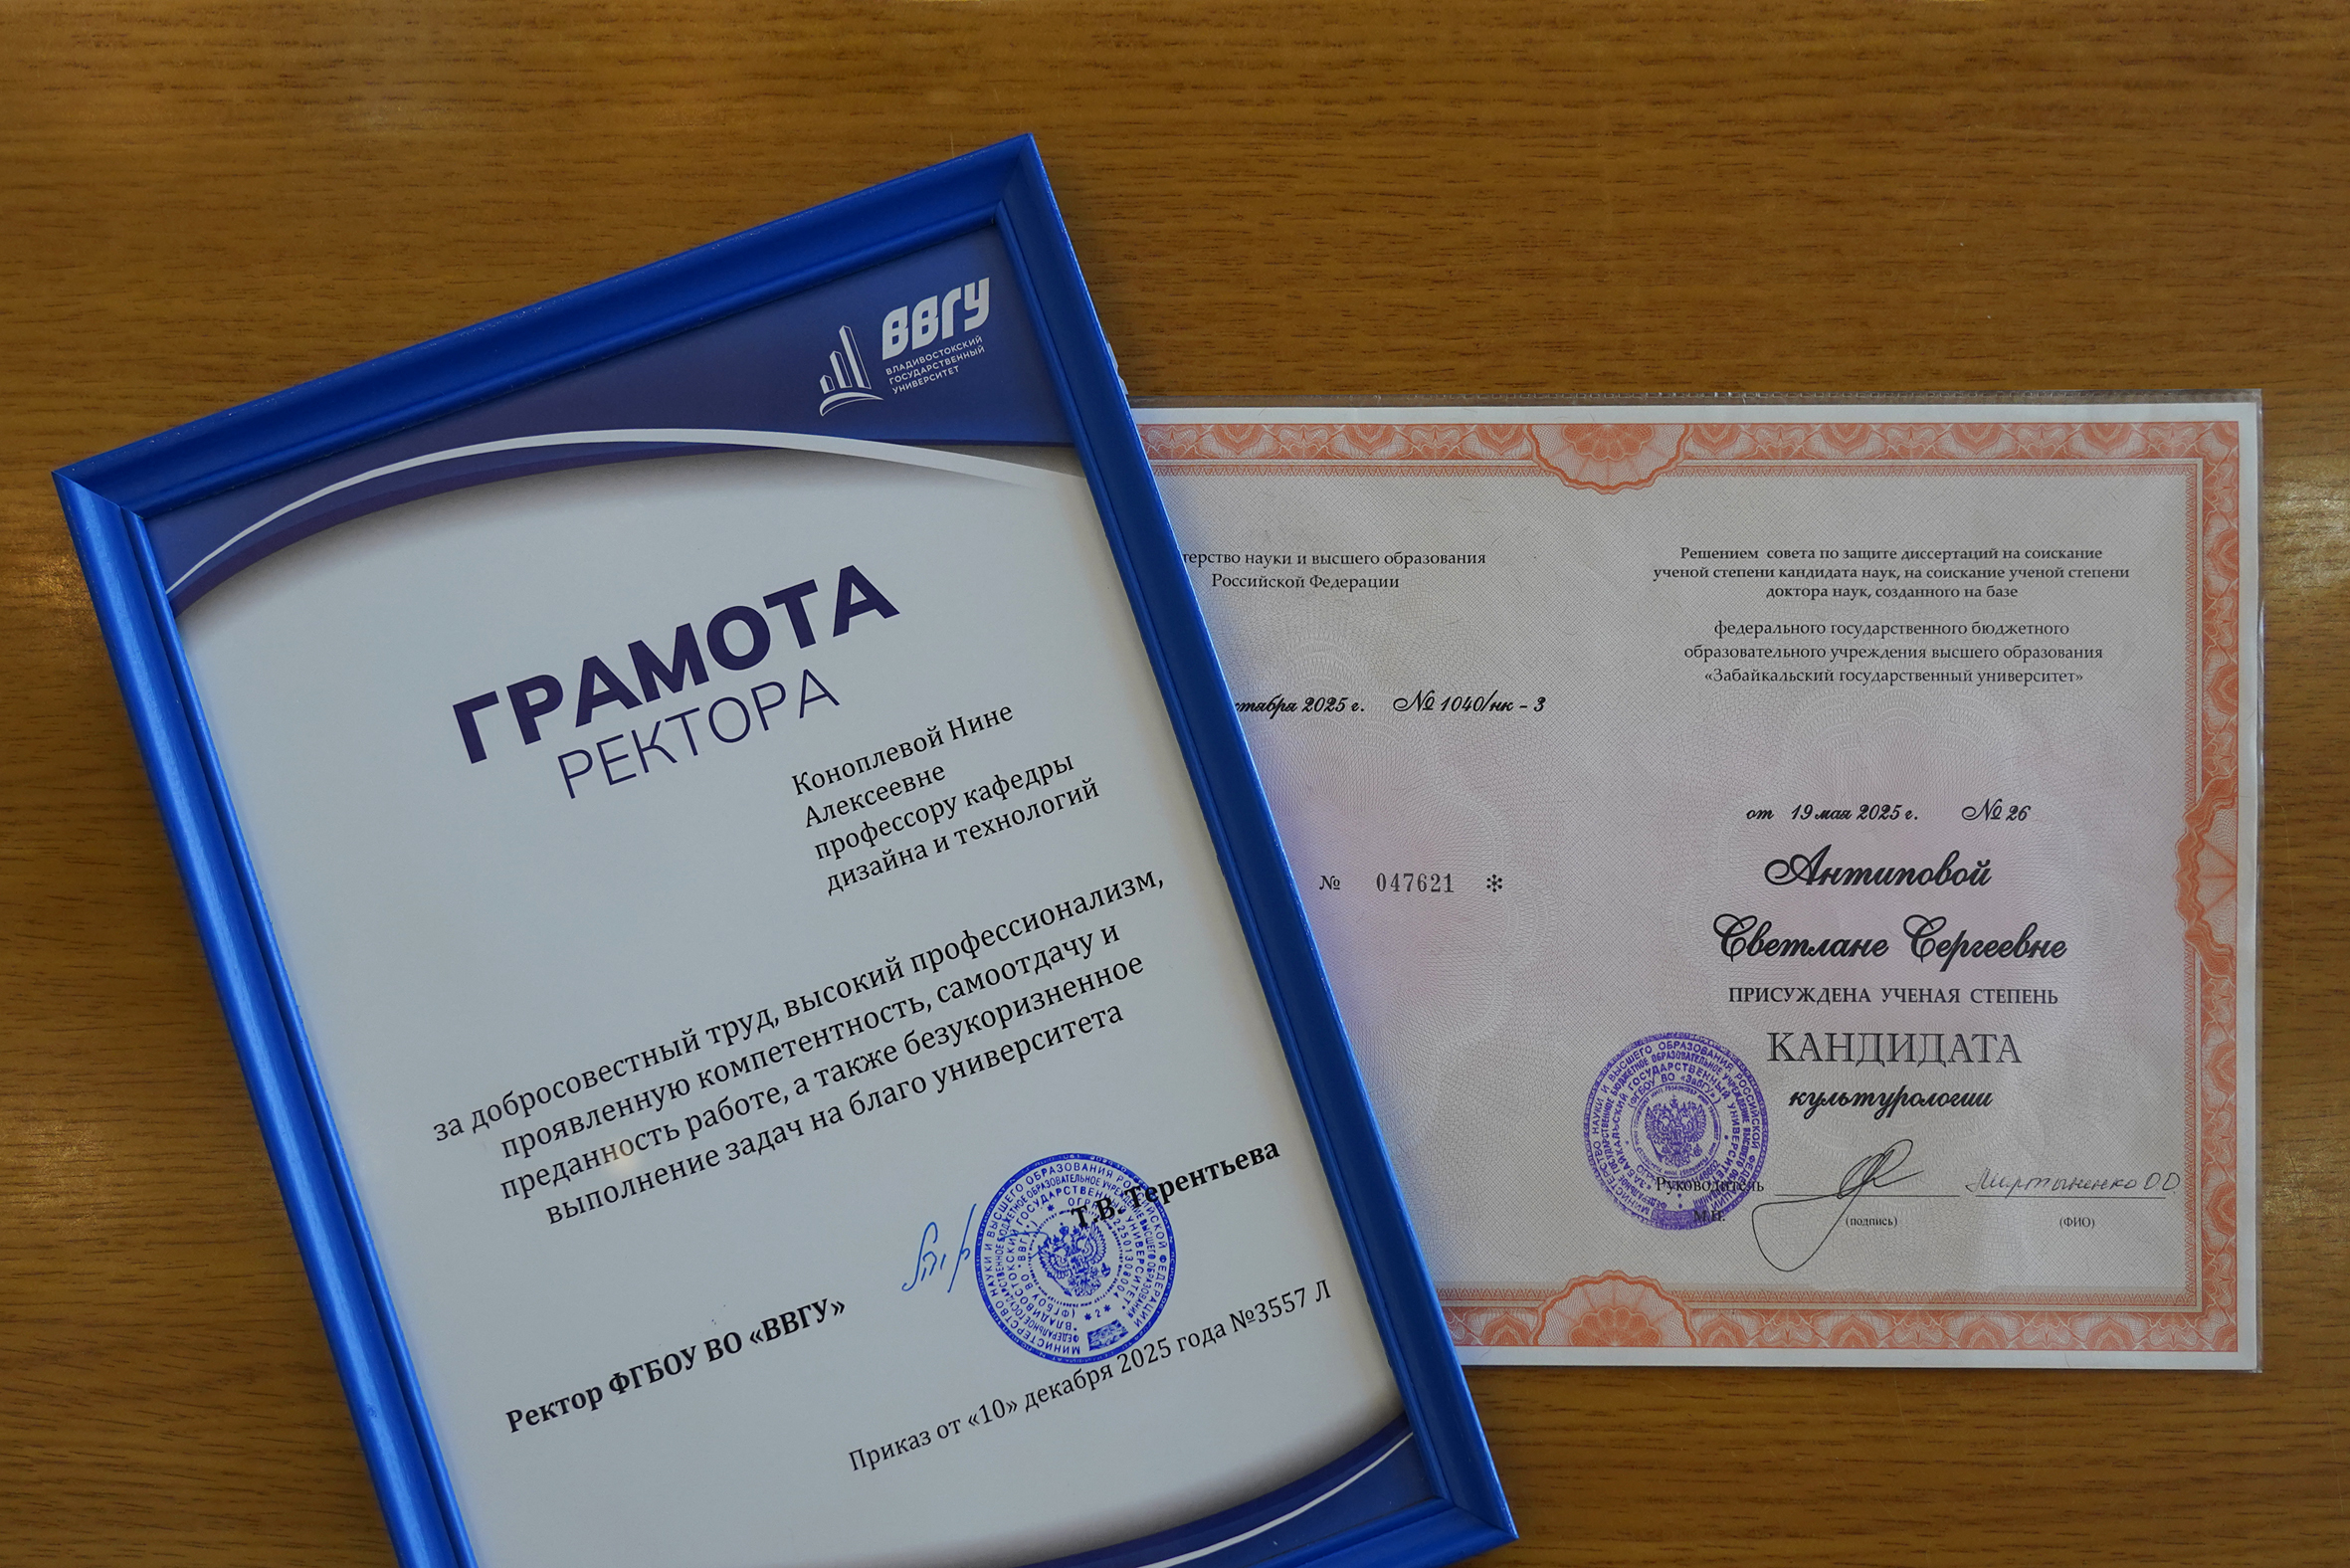 ВВГУ
ВЛАДИВОСТОКСКИЙ
ГОСУДАРСТВЕННЫЙ
УНИВЕРСИТЕТ
ГРАМОТА
РЕКТОРА
Коноплевой Нине
Алексеевне
профессору кафедры
дизайна и технологий
за добросовестный труд, высокий профессионализм,
проявленную компетентность, самоотдачу и
преданность работе, а также безукоризненное
выполнение задач на благо университета
Ректор ФГБОУ ВО «ВВГУ»
Т.В. Терентьева
Приказ от «10» декабря 2025 года №3557 Л
терство науки и высшего образования
Российской Федерации
ктября 2025 г. № 1040/нк - 3
№ 047621 *
Решением совета по защите диссертаций на соискание
ученой степени кандидата наук, на соискание ученой степени
доктора наук, созданного на базе
федерального государственного бюджетного
образовательного учреждения высшего образования
«Забайкальский государственный университет»
от 19 мая 2025 г. № 26
Антиповой
Светлане Сергеевне
ПРИСУЖДЕНА УЧЕНАЯ СТЕПЕНЬ
КАНДИДАТА
культурологии
Руководитель
Мартыненко О О
М.П.
(подпись)
(ФИО)